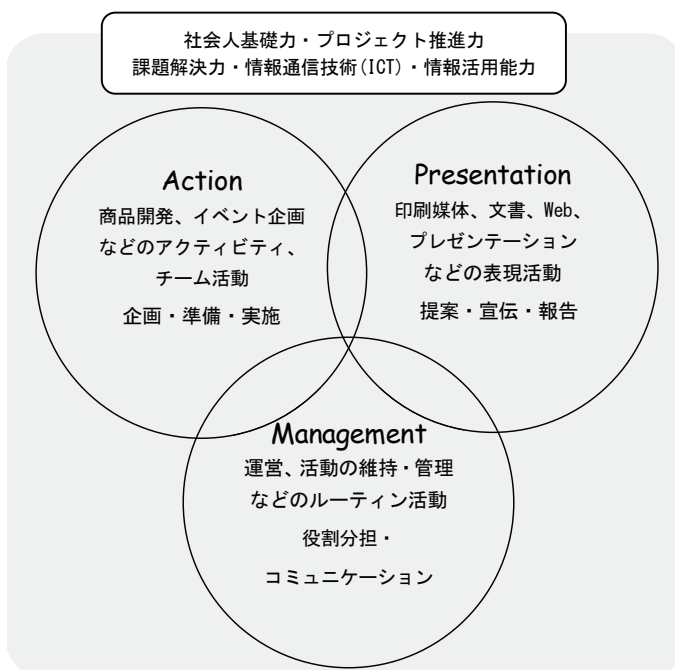 社会人基礎力・プロジェクト推進力
課題解決力・情報通信技術(ICT)・情報活用能力
Action
商品開発、イベント企画
などのアクティビティ、
チーム活動
企画・準備・実施
Presentation
印刷媒体、文書、Web、
プレゼンテーション
などの表現活動
提案・宣伝・報告
Management
運営、活動の維持・管理
などのルーティン活動
役割分担・
コミュニケーション